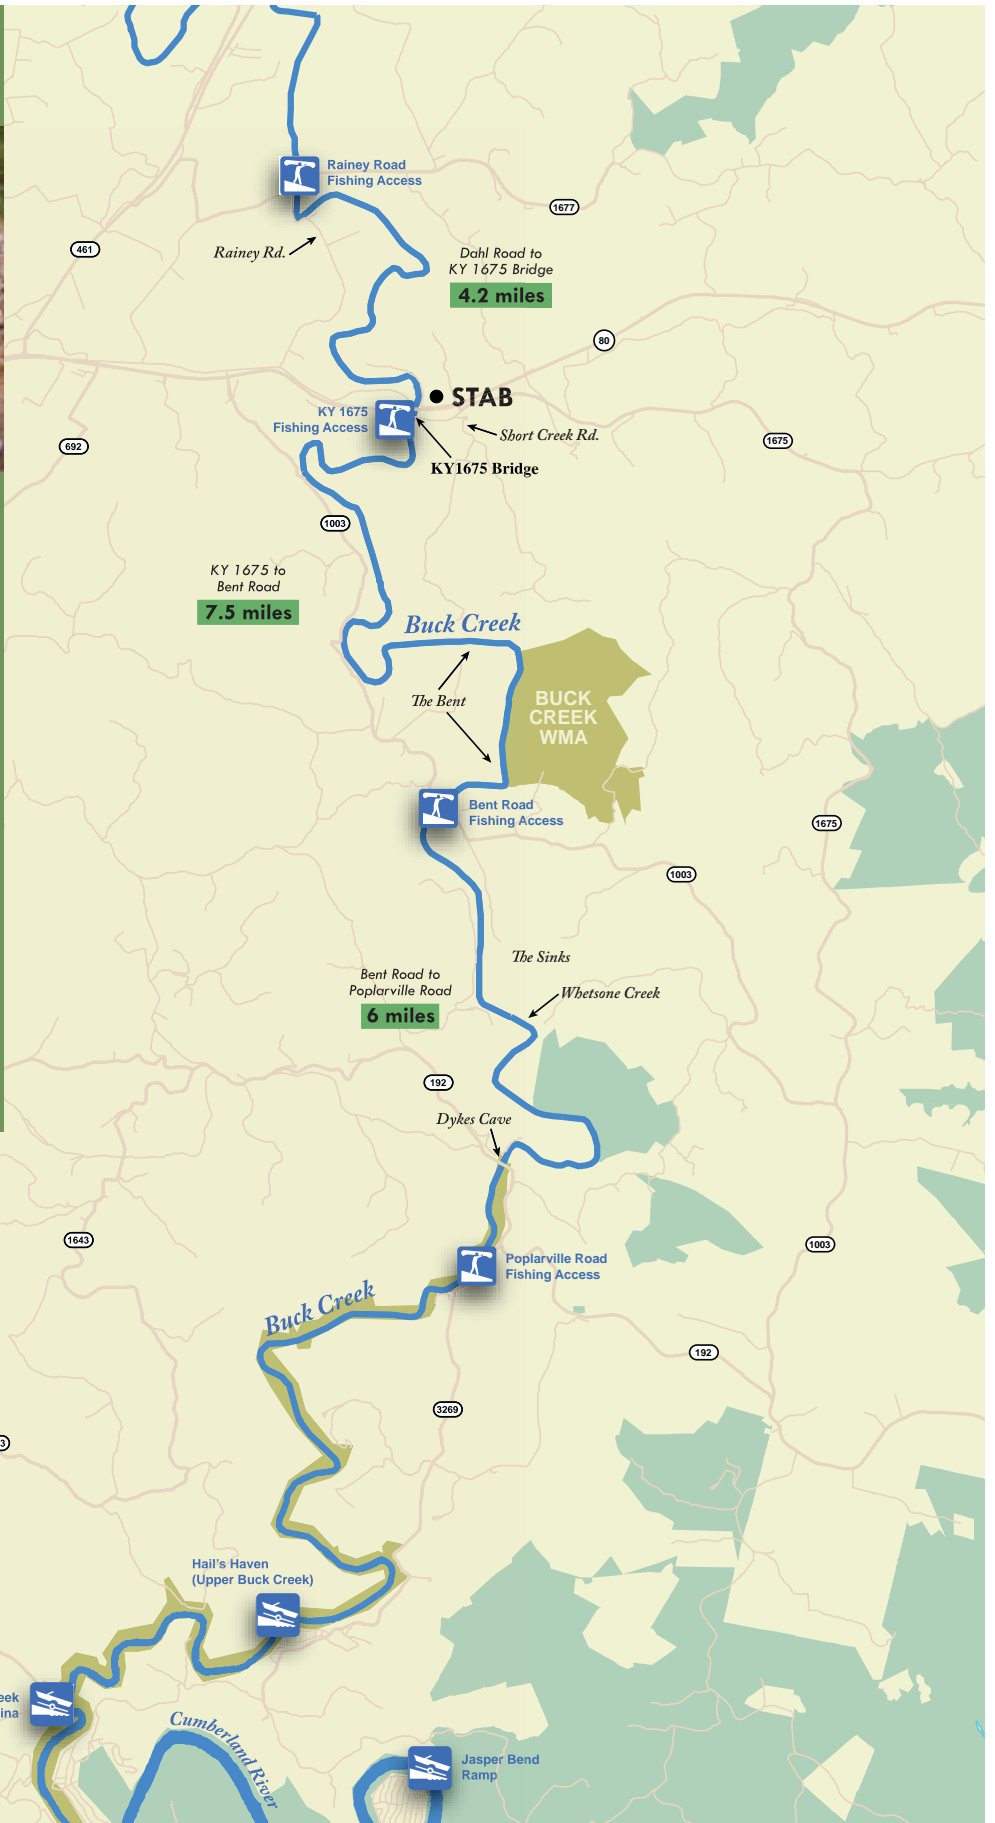 Rainey Road
Fishing Access
1677
461
Rainey Rd.
Dahl Road to
KY 1675 Bridge
4.2 miles
80
STAB
KY 1675
Fishing Access
Short Creek Rd.
1675
692
KY1675 Bridge
1003
KY 1675 to
Bent Road
7.5 miles
Buck Creek
The Bent
BUCK
CREEK
WMA
Bent Road
Fishing Access
1675
1003
The Sinks
Bent Road to
Poplarville Road
6 miles
Whetsone Creek
192
Dykes Cave
1643
1003
Poplarville Road
Fishing Access
Buck Creek
192
3269
3
Hail's Haven
(Upper Buck Creek)
eek
ina
Cumberland River
Jasper Bend
Ramp